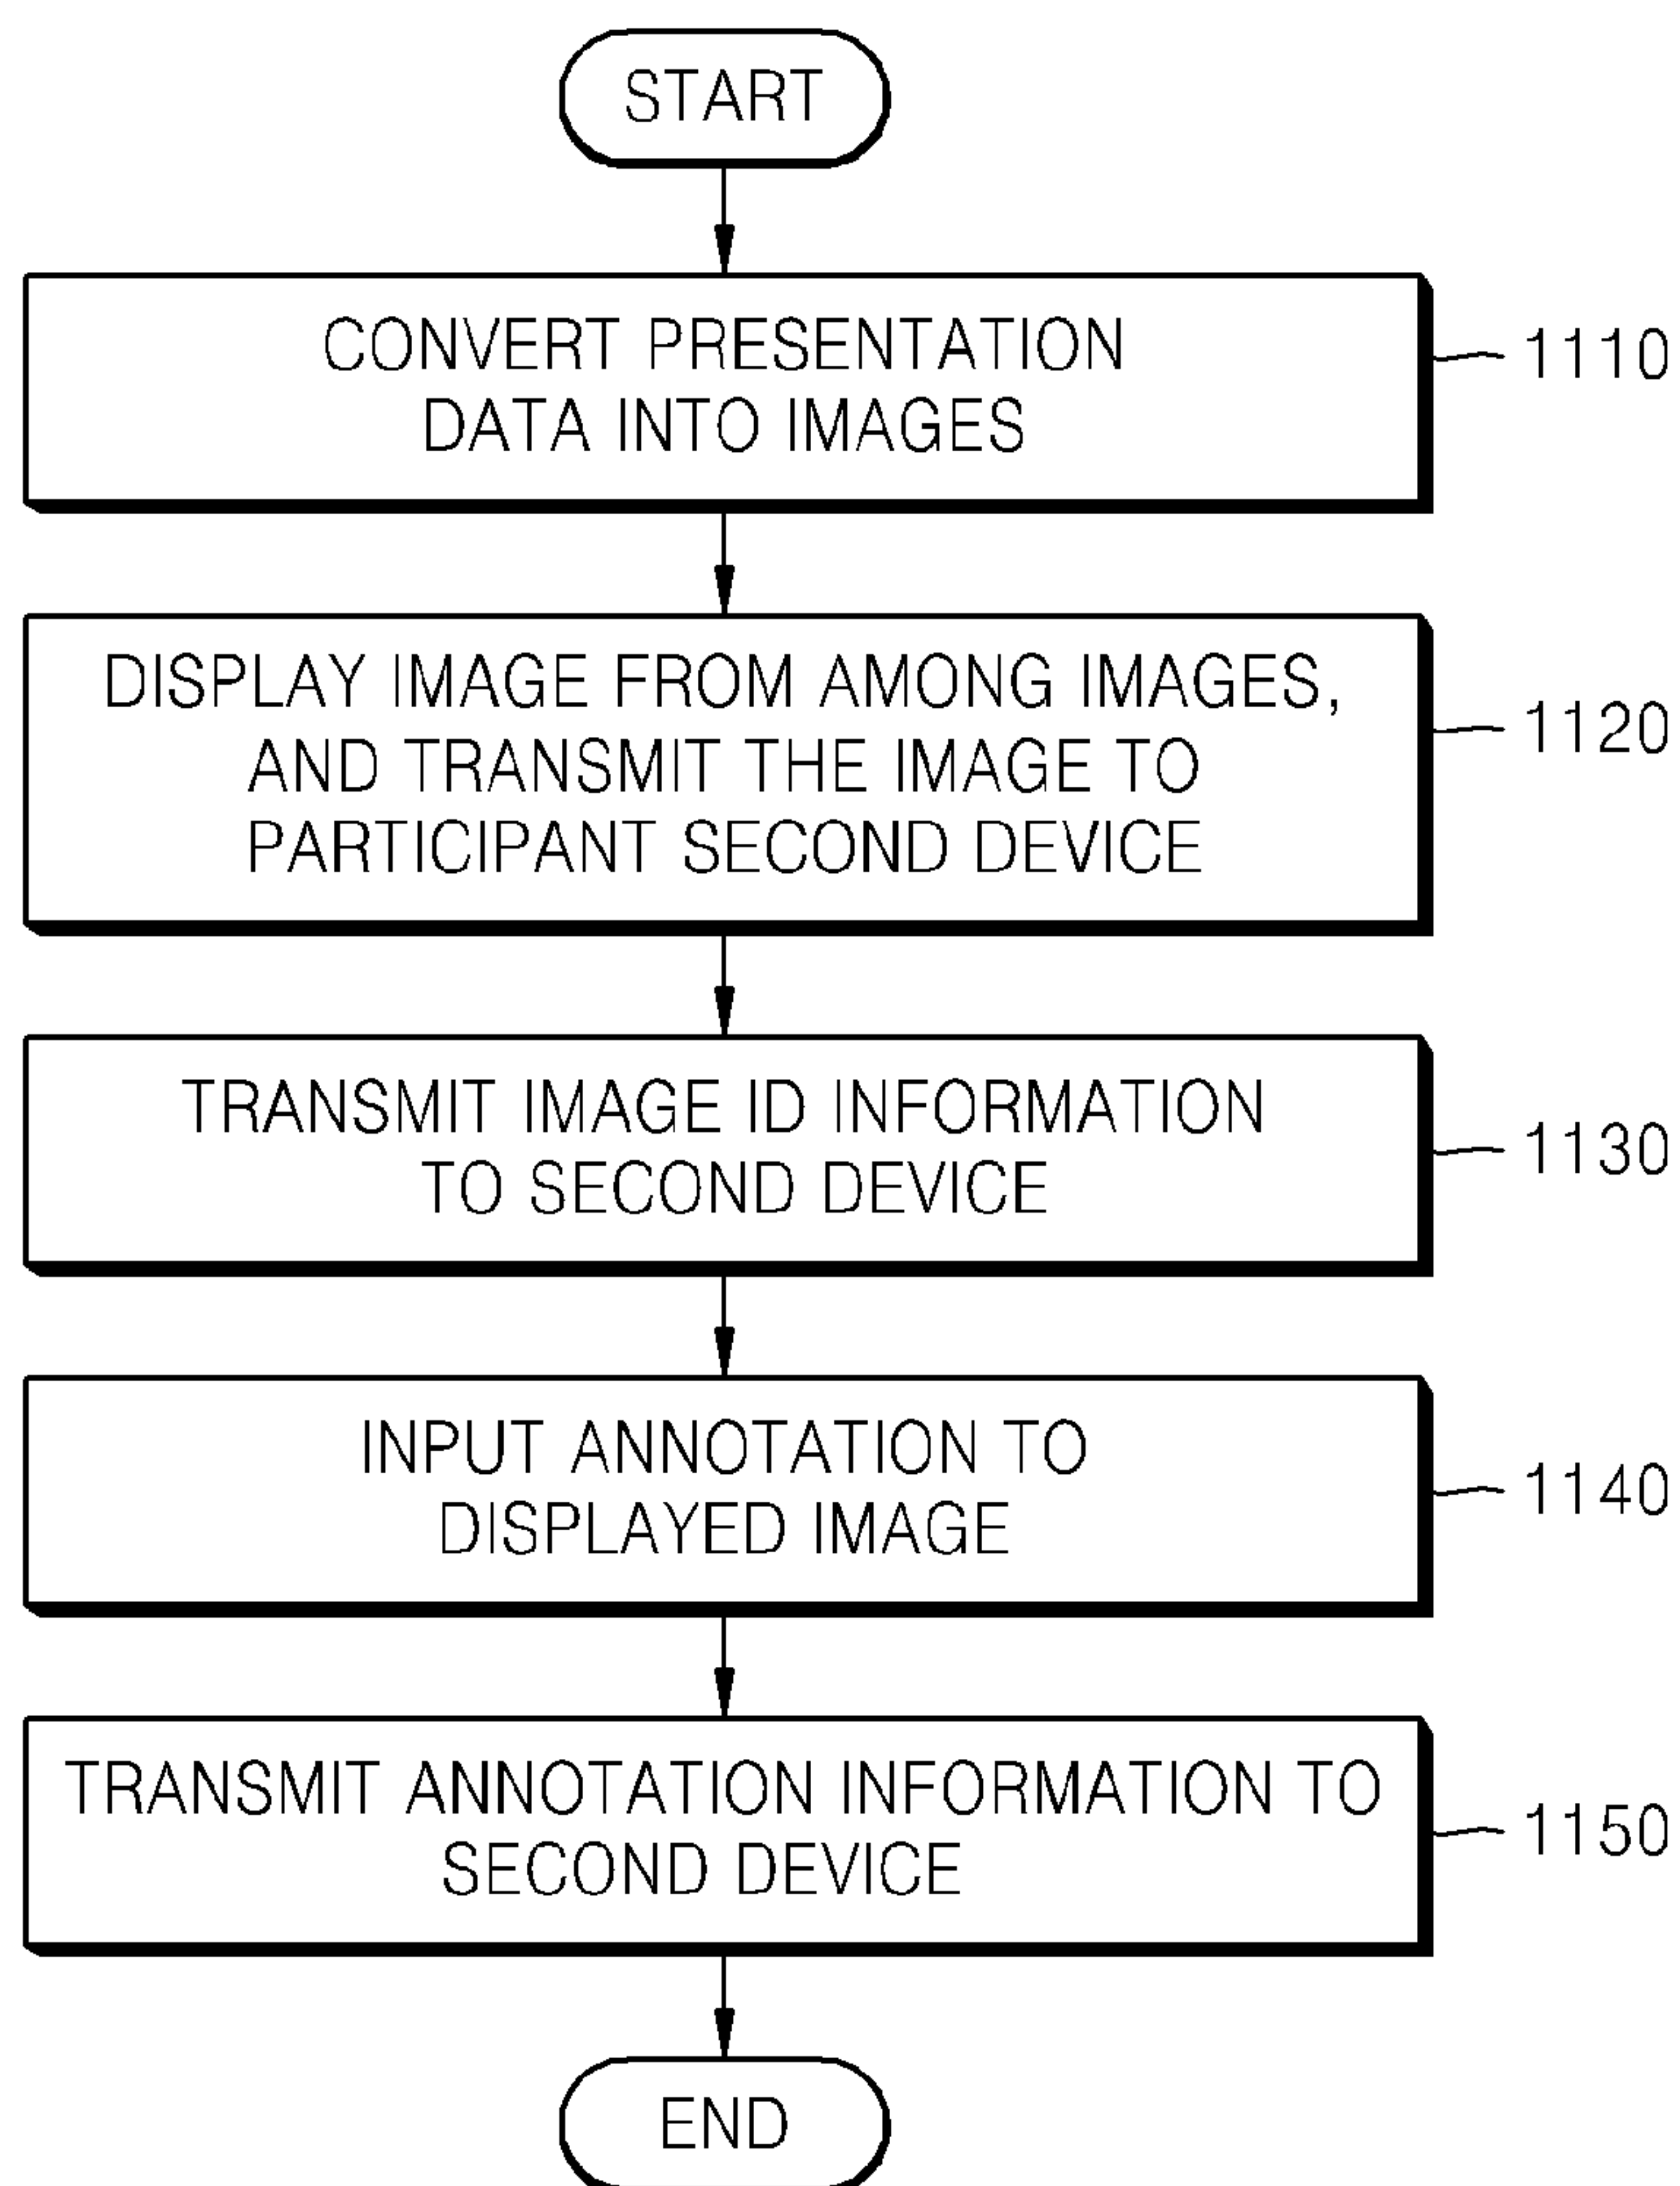 START
CONVERT PRESENTATION
DATA INTO IMAGES
1110
DISPLAY IMAGE FROM AMONG IMAGES,
AND TRANSMIT THE IMAGE TO
PARTICIPANT SECOND DEVICE
1120
TRANSMIT IMAGE ID INFORMATION
TO SECOND DEVICE
1130
INPUT ANNOTATION TO
DISPLAYED IMAGE
1140
TRANSMIT ANNOTATION INFORMATION TO
SECOND DEVICE
1150
END